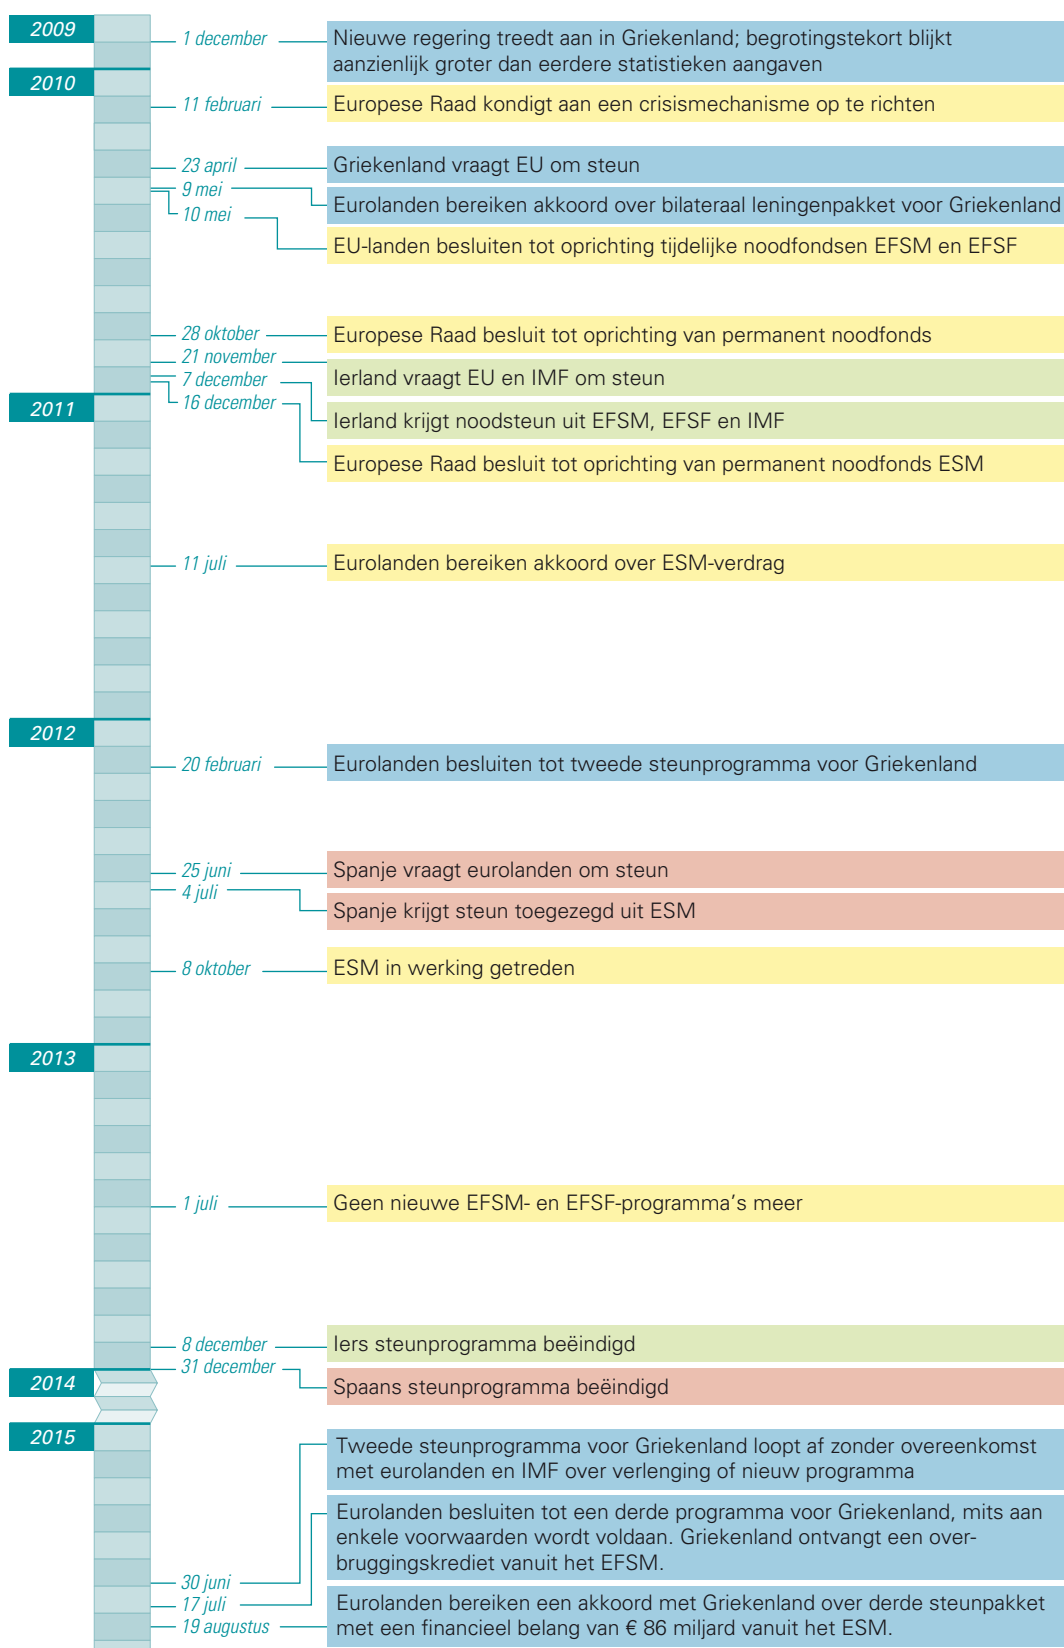 2009
1 december
Nieuwe regering treedt aan in Griekenland; begrotingstekort blijkt
aanzienlijk groter dan eerdere statistieken aangaven
2010
11 februari
Europese Raad kondigt aan een crisismechanisme op te richten
23 april
Griekenland vraagt EU om steun
9 mei
Eurolanden bereiken akkoord over bilateraal leningenpakket voor Griekenland
10 mei
EU-landen besluiten tot oprichting tijdelijke noodfondsen EFSM en EFSF
28 oktober
Europese Raad besluit tot oprichting van permanent noodfonds
21 november
Ierland vraagt EU en IMF om steun
7 december
Ierland krijgt noodsteun uit EFSM, EFSF en IMF
16 december
Europese Raad besluit tot oprichting van permanent noodfonds ESM
2011
11 juli
Eurolanden bereiken akkoord over ESM-verdrag
2012
20 februari
Eurolanden besluiten tot tweede steunprogramma voor Griekenland
25 juni
Spanje vraagt eurolanden om steun
4 juli
Spanje krijgt steun toegezegd uit ESM
8 oktober
ESM in werking getreden
2013
1 juli
Geen nieuwe EFSM- en EFSF-programma's meer
8 december
Iers steunprogramma beëindigd
31 december
Spaans steunprogramma beëindigd
2014
2015
30 juni
Tweede steunprogramma voor Griekenland loopt af zonder overeenkomst
met eurolanden en IMF over verlenging of nieuw programma
17 juli
Eurolanden besluiten tot een derde programma voor Griekenland, mits aan
enkele voorwaarden wordt voldaan. Griekenland ontvangt een over-
bruggingskrediet vanuit het EFSM.
19 augustus
Eurolanden bereiken een akkoord met Griekenland over derde steunpakket
met een financieel belang van € 86 miljard vanuit het ESM.